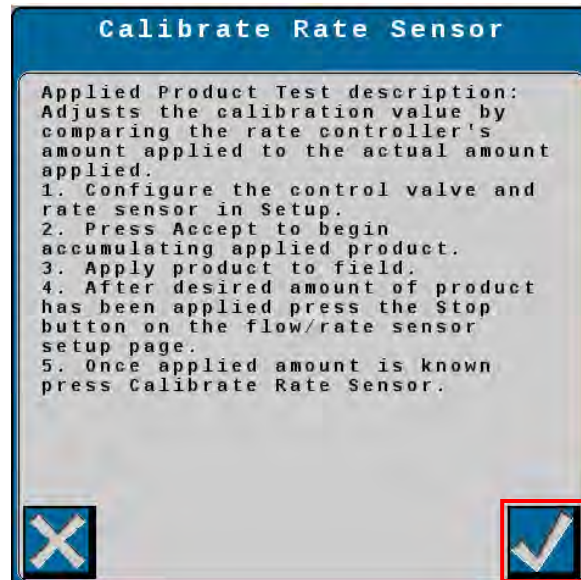 Calibrate Rate Sensor
Applied Product Test description:
Adjusts the calibration value by
comparing the rate controller's
amount applied to the actual amount
applied.
1. Configure the control valve and
rate sensor in Setup.
2. Press Accept to begin
accumulating applied product.
3. Apply product to field.
4. After desired amount of product
has been applied press the Stop
button on the flow/rate sensor
setup page.
5. Once applied amount is known
press Calibrate Rate Sensor.